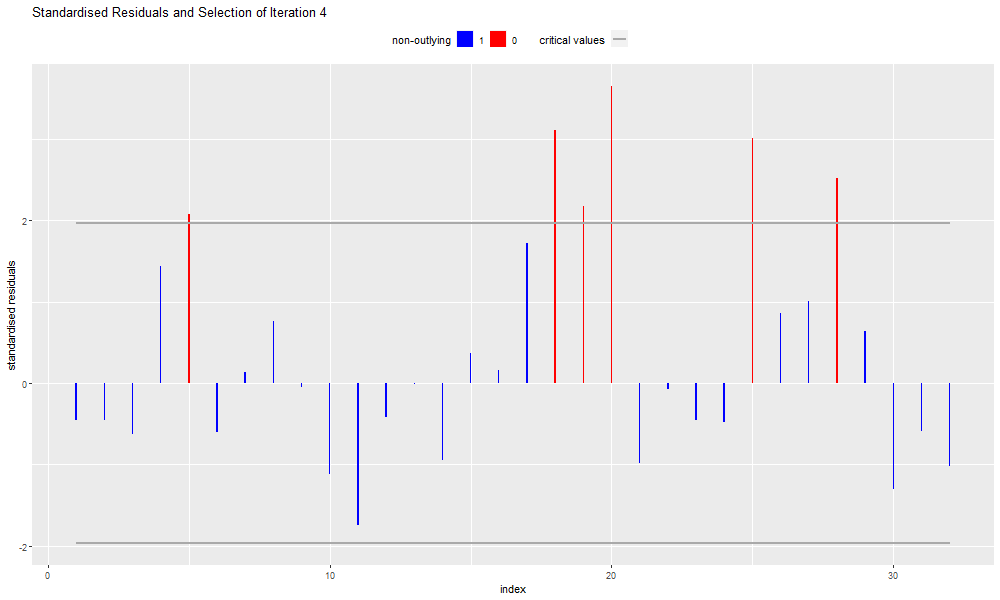 Standardised Residuals and Selection of Iteration 4
non-outlying 1 0 critical values
standardised residuals
2
0
-2
0 10 20 30
index